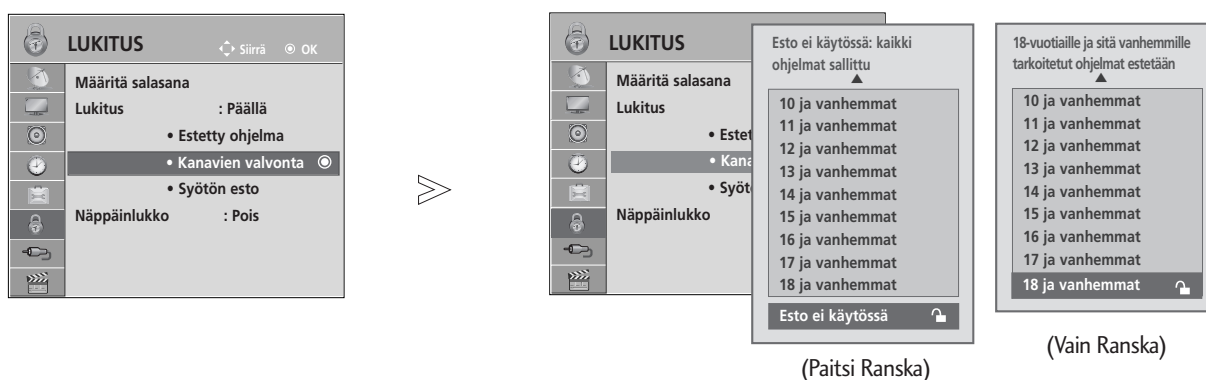 LUKITUS
Siirrä
OK
Määritä salasana
Lukitus : Päällä
• Estetty ohjelma
• Kanavien valvonta
• Syötön esto
Näppäinlukko : Pois
LUKITUS
Määritä salasana
Lukitus
• Estet
• Kana
• Syöt
Näppäinlukko
Esto ei käytössä: kaikki
ohjelmat sallittu
10 ja vanhemmat
11 ja vanhemmat
12 ja vanhemmat
13 ja vanhemmat
14 ja vanhemmat
15 ja vanhemmat
16 ja vanhemmat
17 ja vanhemmat
18 ja vanhemmat
Esto ei käytössä
(Paitsi Ranska)
18-vuotiaille ja sitä vanhemmille
tarkoitetut ohjelmat estetään
10 ja vanhemmat
11 ja vanhemmat
12 ja vanhemmat
13 ja vanhemmat
14 ja vanhemmat
15 ja vanhemmat
16 ja vanhemmat
17 ja vanhemmat
18 ja vanhemmat
(Vain Ranska)